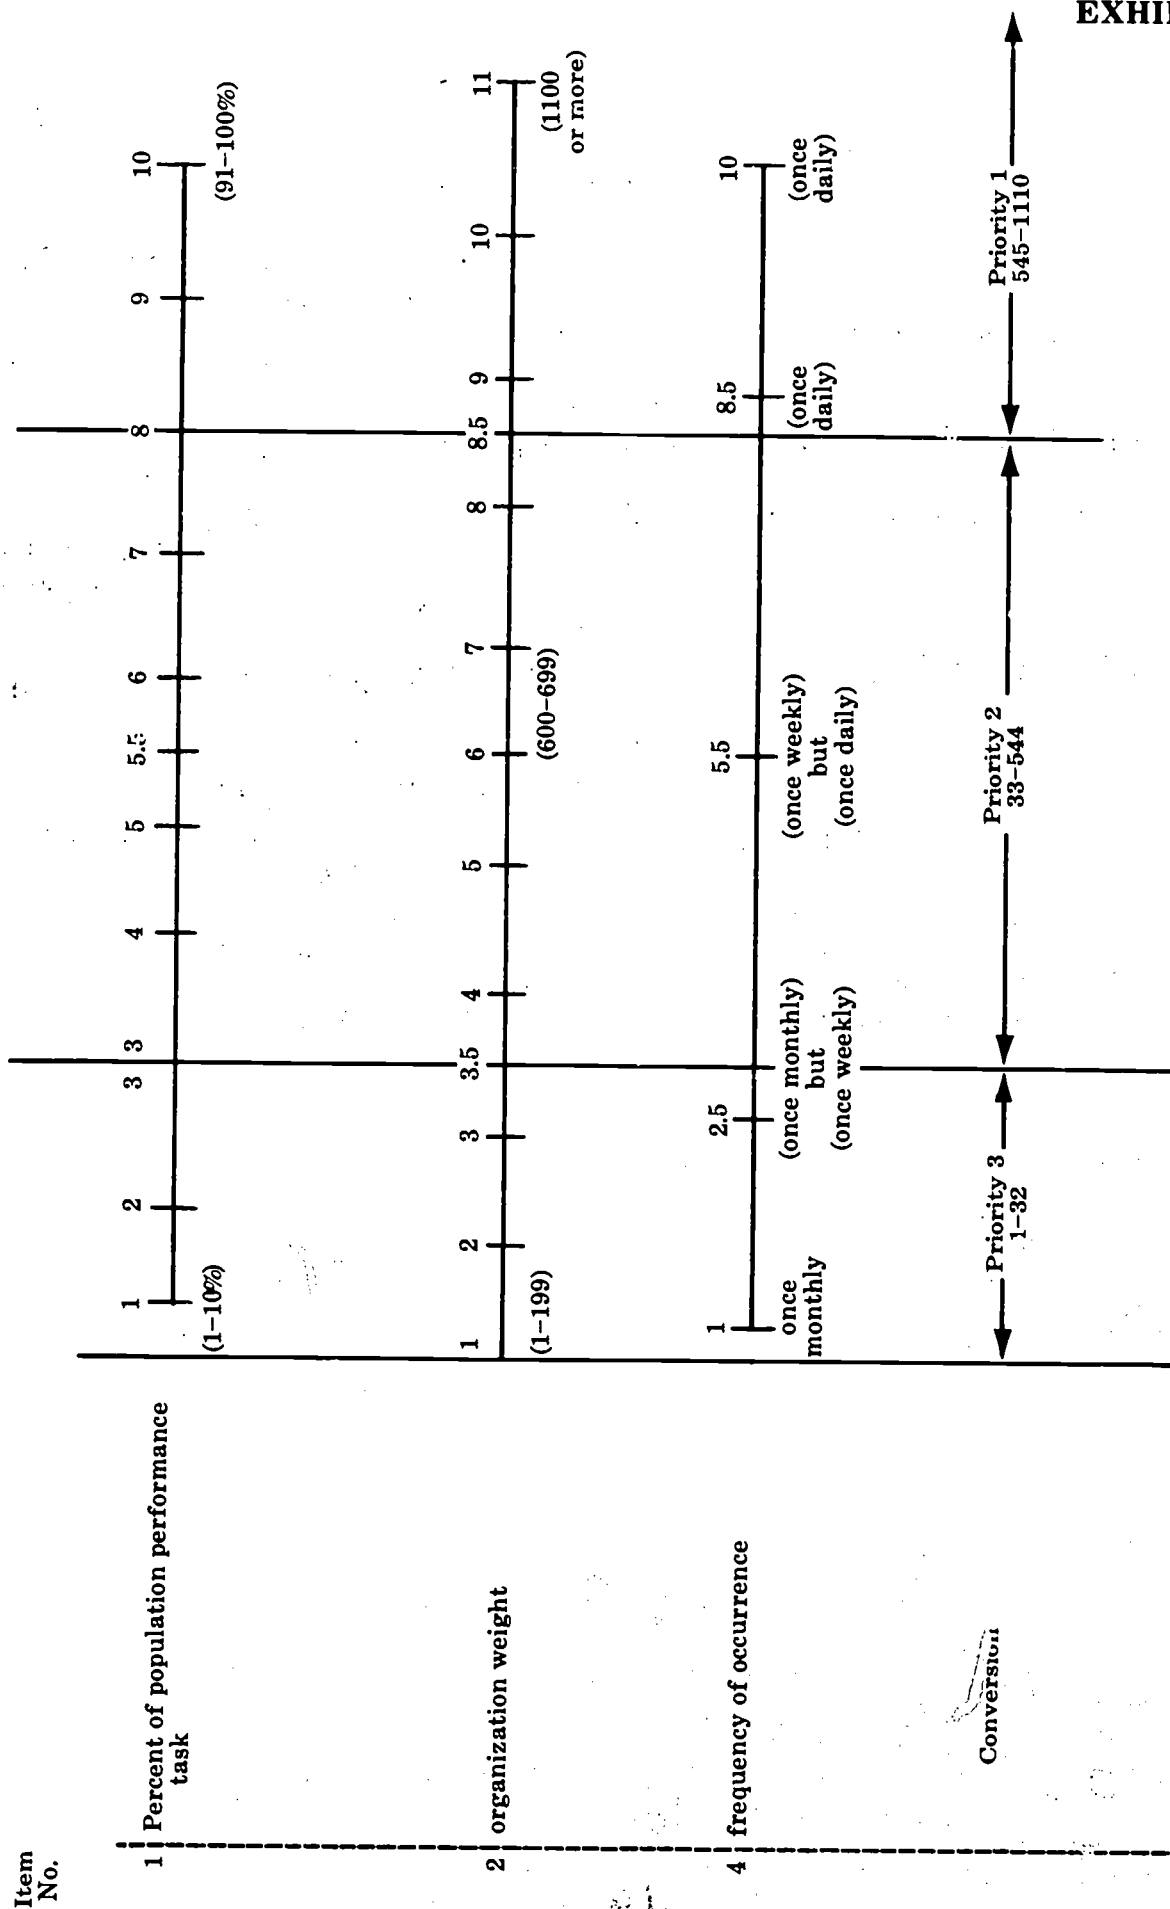 EXHI
Item
No.
1 Percent of population performance
task
1 2 3 3 4 5 5.5 6 7 8 9 10
(1–10%) (91–100%)
2 organization weight
1 2 3 3.5 4 5 6 7 8 8.5 9 10 11
(1–199) (600–699) (1100
or more)
4 frequency of occurrence
1 2.5 5.5 8.5 10
once
monthly
(once monthly)
but
(once weekly)
(once weekly)
but
(once daily)
(once
daily)
(once
daily)
Conversion
Priority 3
1–32
Priority 2
33–544
Priority 1
545–1110